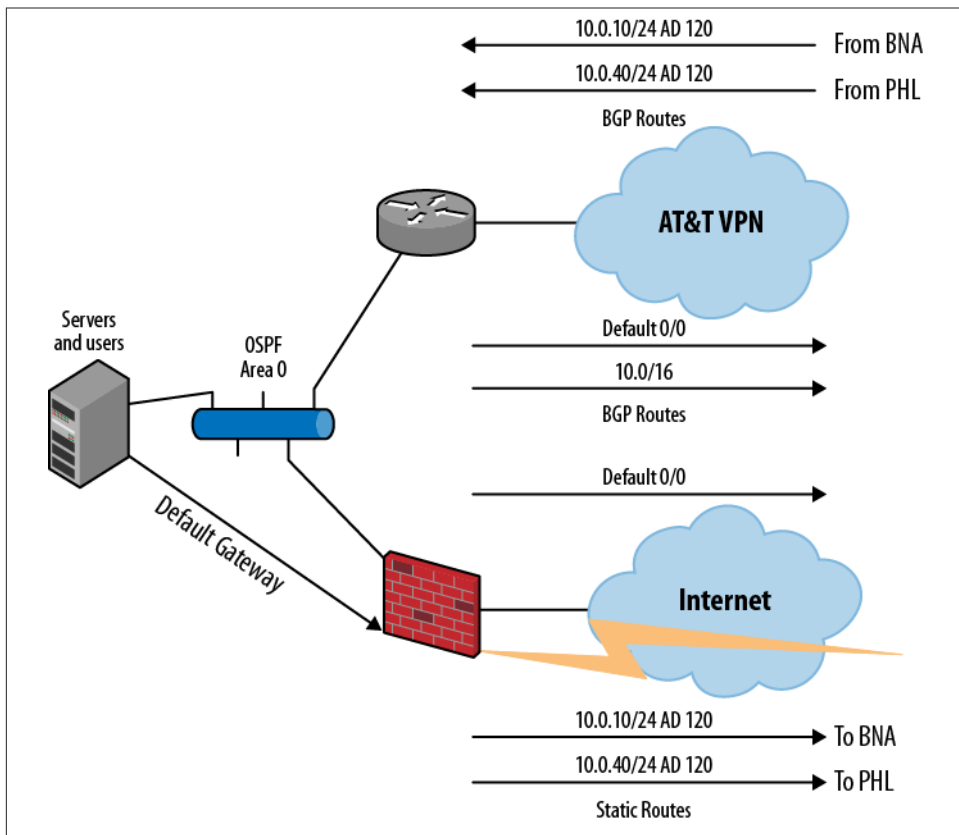 10.0.10/24 AD 120
From BNA
10.0.40/24 AD 120
From PHL
BGP Routes
AT&T VPN
Servers
and users
OSPF
Area 0
Default 0/0
10.0/16
BGP Routes
Default 0/0
Default Gateway
Internet
10.0.10/24 AD 120
To BNA
10.0.40/24 AD 120
To PHL
Static Routes